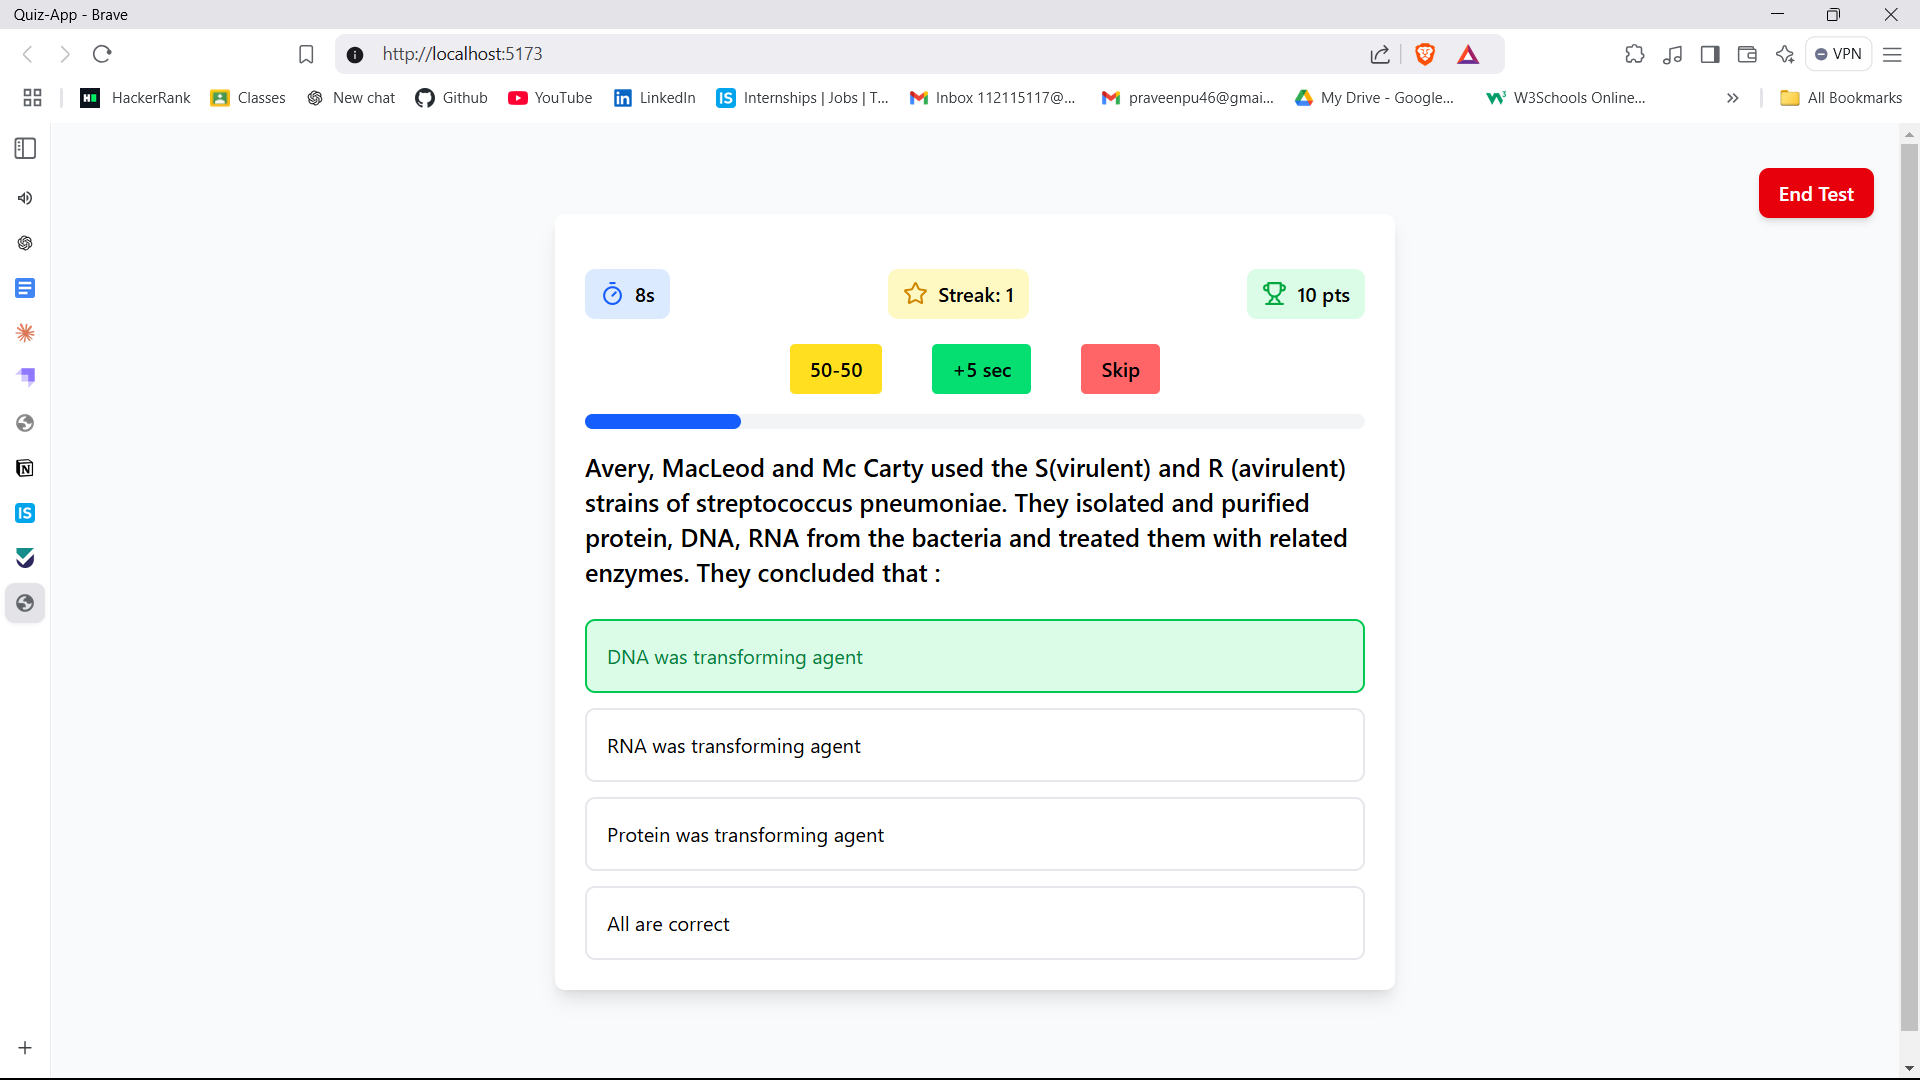 Quiz-App - Brave
http://localhost:5173
VPN
HackerRank Classes New chat Github YouTube LinkedIn Internships | Jobs | T... Inbox 112115117@... praveenpu46@gmai... My Drive - Google... W3Schools Online... » All Bookmarks
End Test
8s Streak: 1 10 pts
50-50 +5 sec Skip
Avery, MacLeod and Mc Carty used the S(virulent) and R (avirulent)
strains of streptococcus pneumoniae. They isolated and purified
protein, DNA, RNA from the bacteria and treated them with related
enzymes. They concluded that :
DNA was transforming agent
RNA was transforming agent
Protein was transforming agent
All are correct